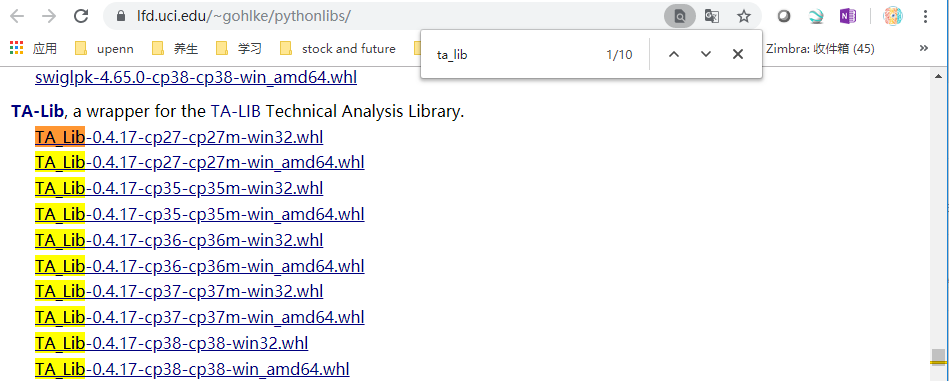 lfd.uci.edu/~gohlke/pythonlibs/
应用 upenn 养生 学习 stock and future Zimbra: 收件箱 (45) »
ta_lib 1/10
swiglpk-4.65.0-cp38-cp38-win_amd64.whl
TA-Lib, a wrapper for the TA-LIB Technical Analysis Library.
TA_Lib-0.4.17-cp27-cp27m-win32.whl
TA_Lib-0.4.17-cp27-cp27m-win_amd64.whl
TA_Lib-0.4.17-cp35-cp35m-win32.whl
TA_Lib-0.4.17-cp35-cp35m-win_amd64.whl
TA_Lib-0.4.17-cp36-cp36m-win32.whl
TA_Lib-0.4.17-cp36-cp36m-win_amd64.whl
TA_Lib-0.4.17-cp37-cp37m-win32.whl
TA_Lib-0.4.17-cp37-cp37m-win_amd64.whl
TA_Lib-0.4.17-cp38-cp38-win32.whl
TA_Lib-0.4.17-cp38-cp38-win_amd64.whl